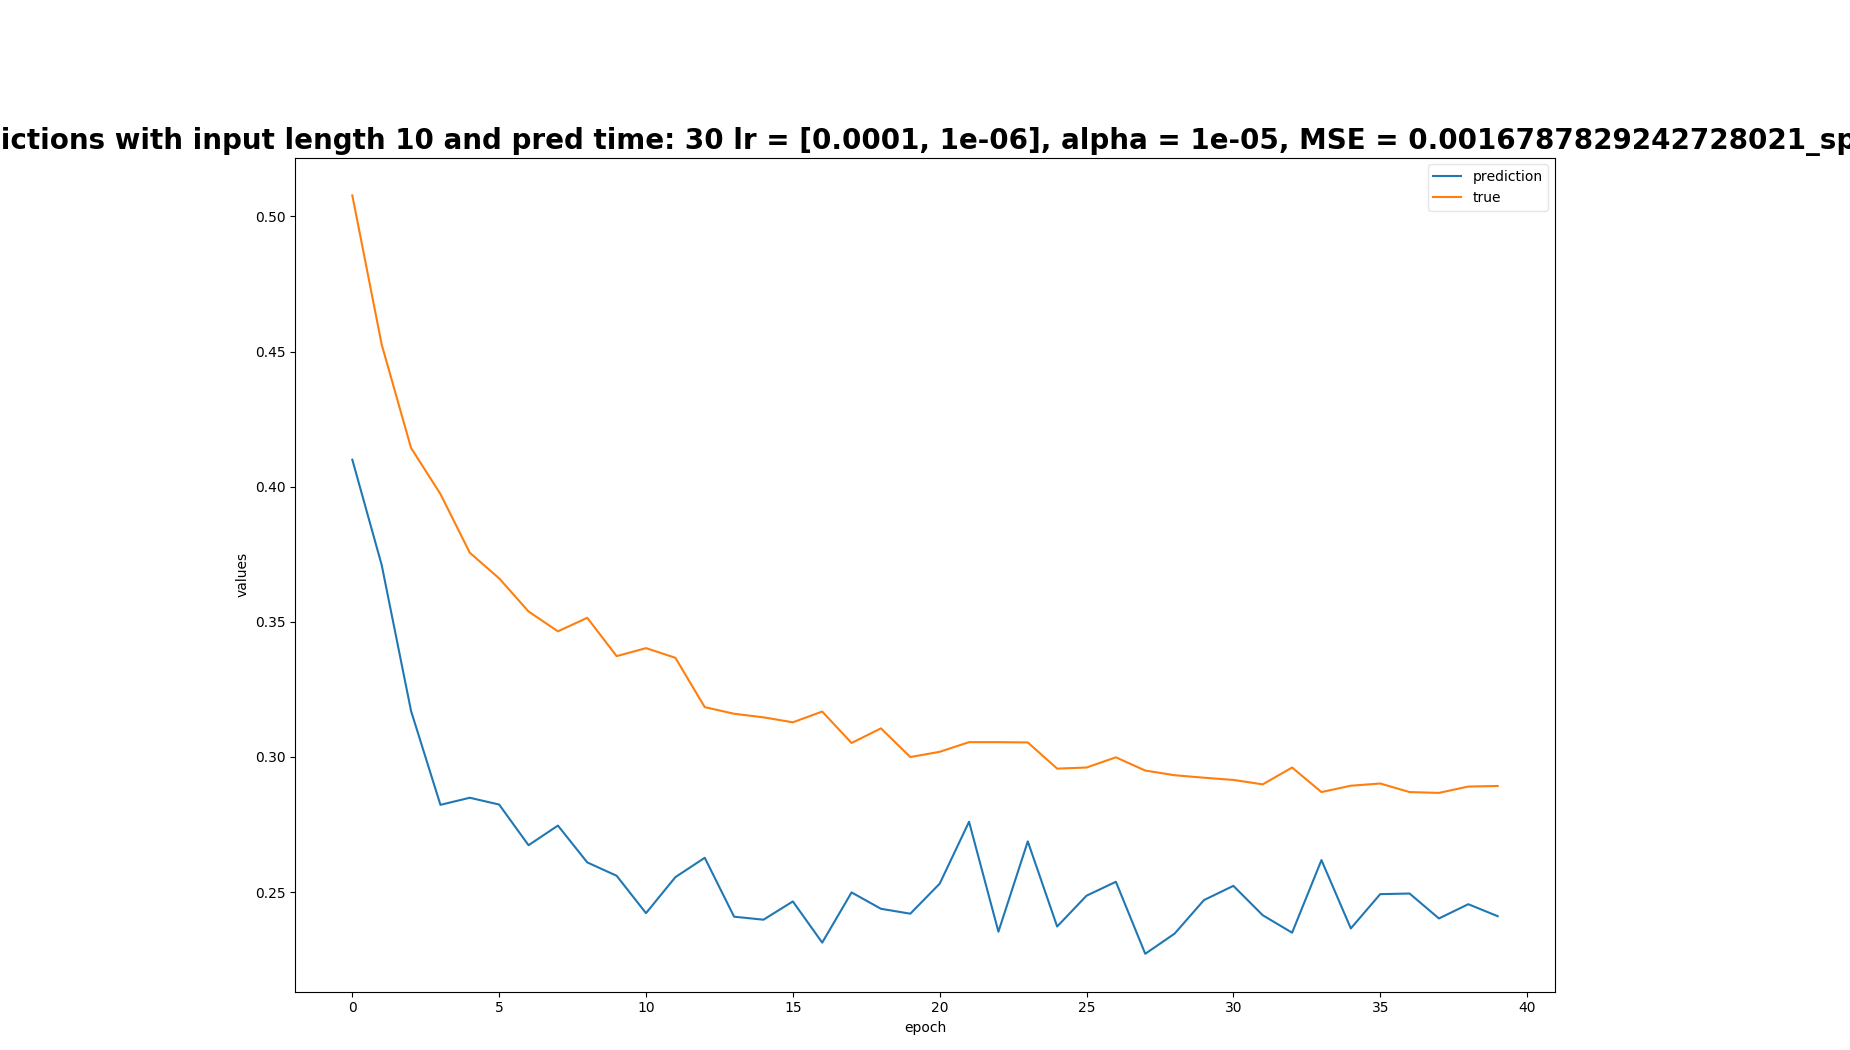 ictions with input length 10 and pred time: 30 lr = [0.0001, 1e-06], alpha = 1e-05, MSE = 0.0016787829242728021_sp
prediction
true
0.50
0.45
0.40
0.35
0.30
0.25
values
0 5 10 15 20 25 30 35 40
epoch